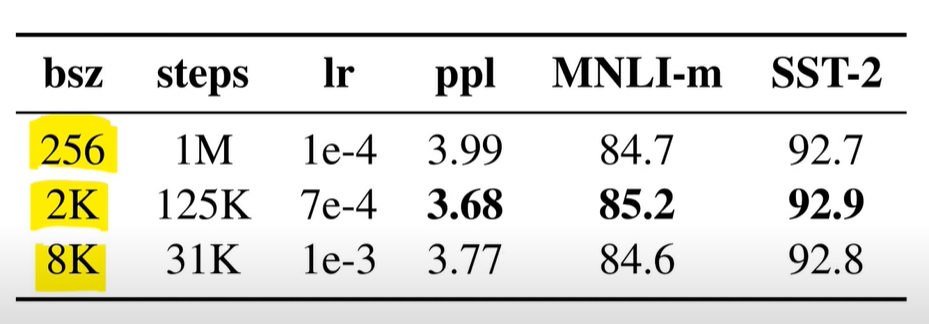 bsz steps lr ppl MNLI-m SST-2
256 1M 1e-4 3.99 84.7 92.7
2K 125K 7e-4 3.68 85.2 92.9
8K 31K 1e-3 3.77 84.6 92.8